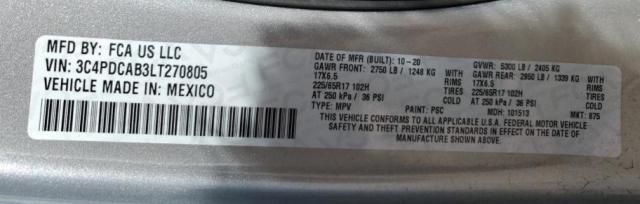 MFD BY: FCA US LLC
VIN: 3C4PDCAB3LT270805
VEHICLE MADE IN: MEXICO
DATE OF MFR (BUILT): 10-20 GVWR: 5300 LB / 2405 KG
GAWR FRONT: 2750 LB / 1248 KG WITH GAWR REAR: 2950 LB / 1339 KG WITH
17X6.5 RIMS 17X6.5 RIMS
225/65R17 102H TIRES 225/65R17 102H TIRES
AT 250 kPa / 36 PSI COLD AT 250 kPa / 36 PSI COLD
TYPE: MPV PAINT: PSC MDH: 101513 MKT: 875
THIS VEHICLE CONFORMS TO ALL APPLICABLE U.S. FEDERAL MOTOR VEHICLE
SAFETY AND THEFT PREVENTION STANDARDS IN EFFECT ON THE DATE OF
MANUFACTURE SHOWN ABOVE.